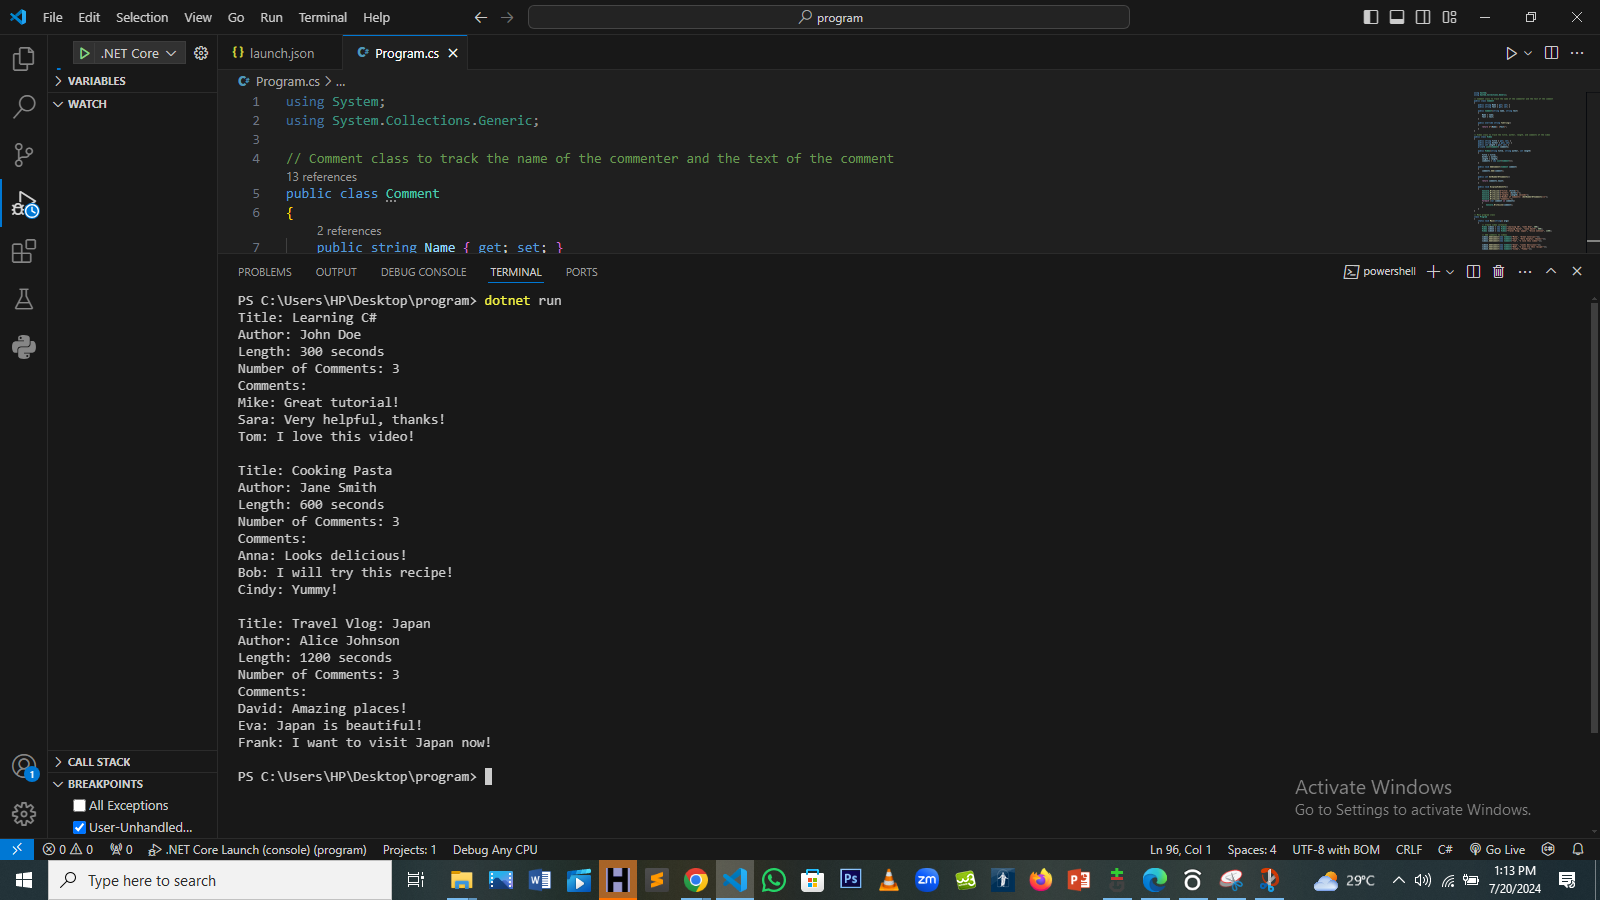 File Edit Selection View Go Run Terminal Help
program
.NET Core
launch.json
Program.cs
VARIABLES
Program.cs > ...
WATCH
1 using System;
2 using System.Collections.Generic;
3
4 // Comment class to track the name of the commenter and the text of the comment
13 references
5 public class Comment
6 {
2 references
7 public string Name { get; set; }
PROBLEMS OUTPUT DEBUG CONSOLE TERMINAL PORTS
powershell
PS C:\Users\HP\Desktop\program> dotnet run
Title: Learning C#
Author: John Doe
Length: 300 seconds
Number of Comments: 3
Comments:
Mike: Great tutorial!
Sara: Very helpful, thanks!
Tom: I love this video!
Title: Cooking Pasta
Author: Jane Smith
Length: 600 seconds
Number of Comments: 3
Comments:
Anna: Looks delicious!
Bob: I will try this recipe!
Cindy: Yummy!
Title: Travel Vlog: Japan
Author: Alice Johnson
Length: 1200 seconds
Number of Comments: 3
Comments:
David: Amazing places!
Eva: Japan is beautiful!
Frank: I want to visit Japan now!
PS C:\Users\HP\Desktop\program>
CALL STACK
BREAKPOINTS
All Exceptions
User-Unhandled...
1
Activate Windows
Go to Settings to activate Windows.
0 0 0 .NET Core Launch (console) (program) Projects: 1 Debug Any CPU
Ln 96, Col 1 Spaces: 4 UTF-8 with BOM CRLF C# Go Live
Type here to search
W
H
S
Ps
zm
29°C
1:13 PM
7/20/2024